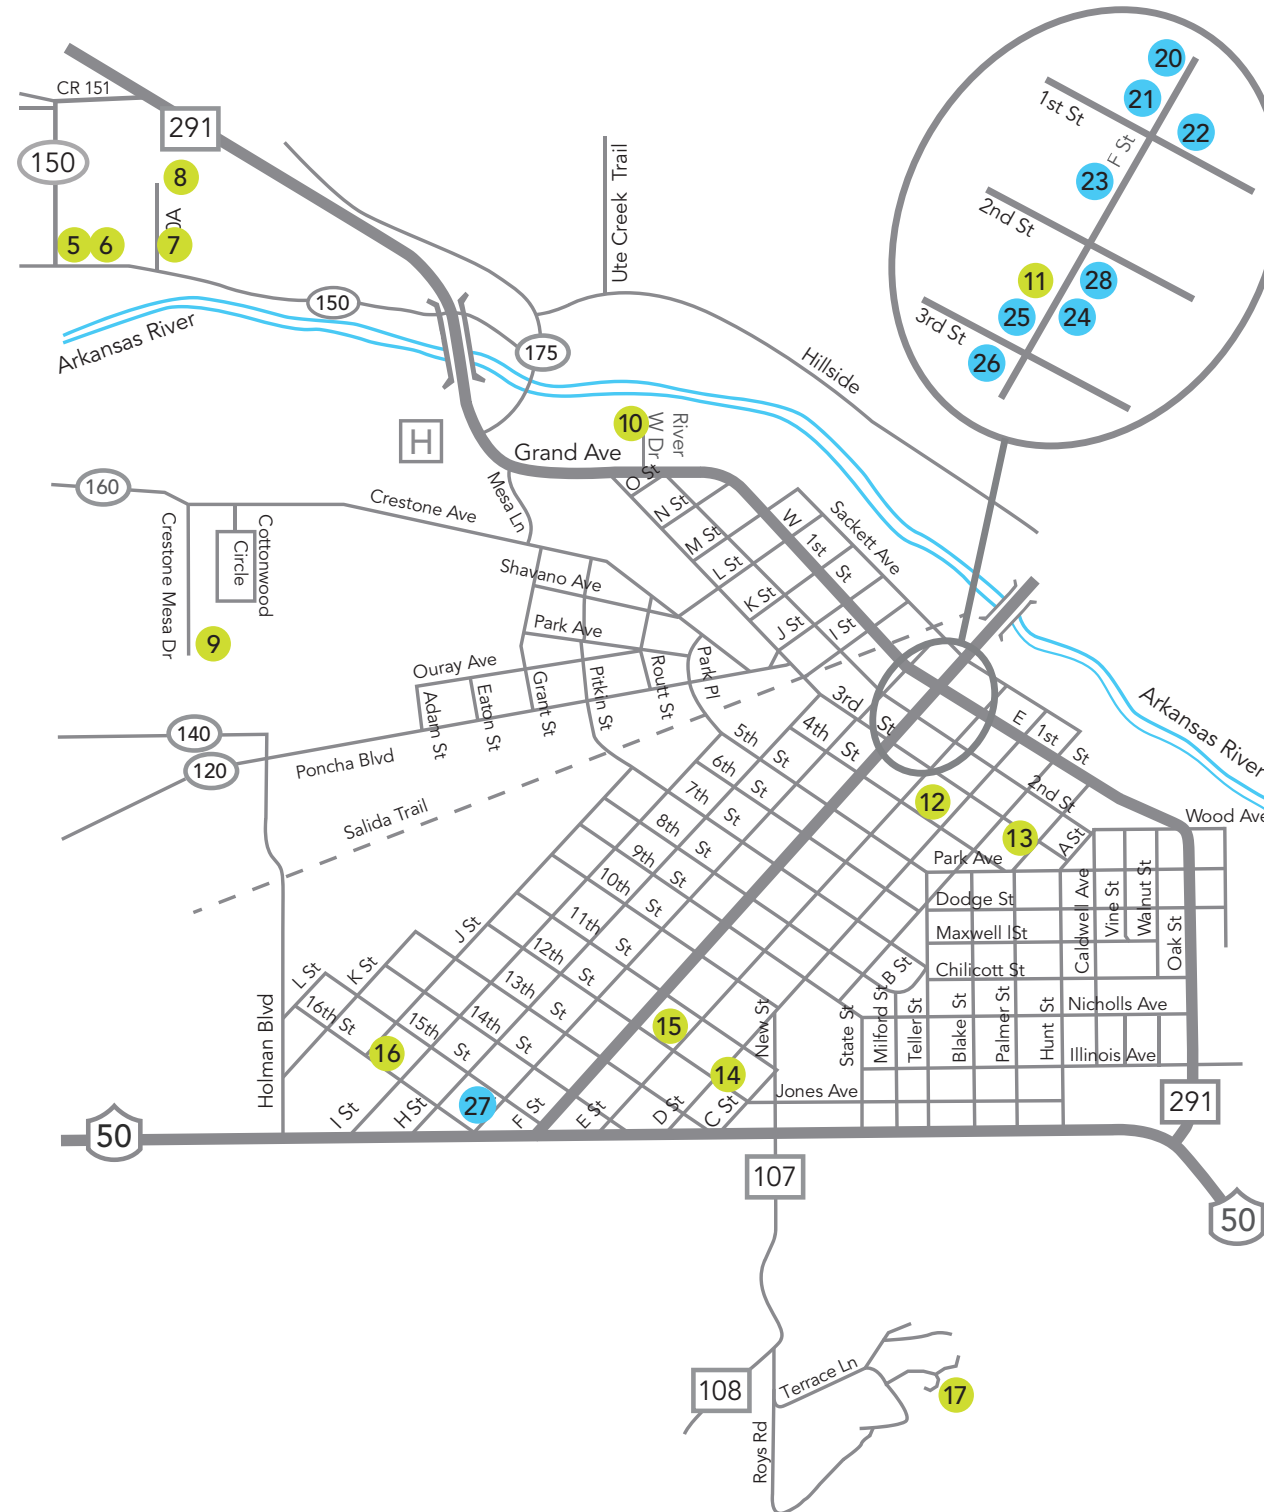 CR 151
291
150
8
0A
5
6
7
150
Arkansas River
175
Ute Creek Trail
Hillside
20
21
22
1st St
F St
23
2nd St
11
28
25
24
3rd St
26
H
10
River
W Dr
Grand Ave
160
Crestone Ave
Mesa Ln
Crestone Mesa Dr
Cottonwood
Circle
9
O St
N St
M St
L St
K St
J St
I St
W 1st St
Sackett Ave
Shavano Ave
Park Ave
Ouray Ave
Adam St
Eaton St
Grant St
Pitkin St
Routt St
Park Pl
140
120
Poncha Blvd
Salida Trail
3rd St
4th St
5th St
6th St
7th St
8th St
9th St
10th St
11th St
12th St
13th St
14th St
15th St
16th St
E 1st St
2nd St
Arkansas River
12
13
A St
Wood Ave
Park Ave
Dodge St
Maxwell lSt
Chilicott St
Nicholls Ave
Illinois Ave
Jones Ave
Caldwell Ave
Vine St
Walnut St
Oak St
B St
State St
Milford St
Teller St
Blake St
Palmer St
Hunt St
New St
J St
K St
L St
Holman Blvd
16
15
14
27
I St
H St
F St
E St
D St
C St
50
291
50
107
108
Terrace Ln
Roys Rd
17